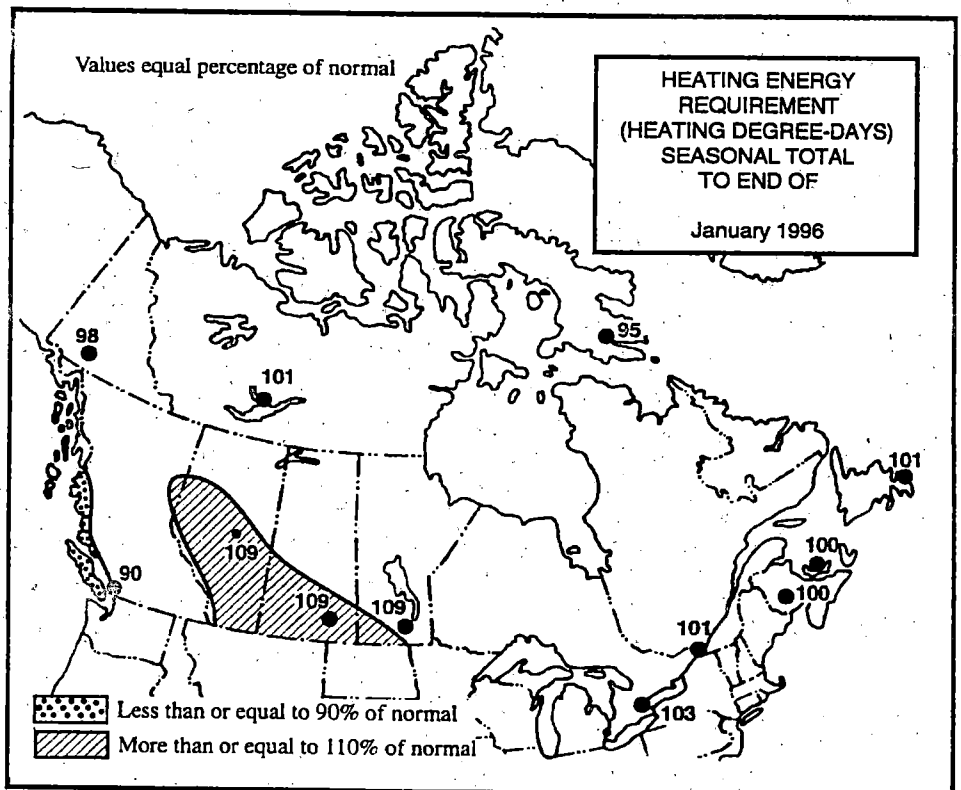 Values equal percentage of normal
HEATING ENERGY
REQUIREMENT
(HEATING DEGREE-DAYS)
SEASONAL TOTAL
TO END OF
January 1996
98
95
101
101
109
100
90
109
109
100
101
103
Less than or equal to 90% of normal
More than or equal to 110% of normal